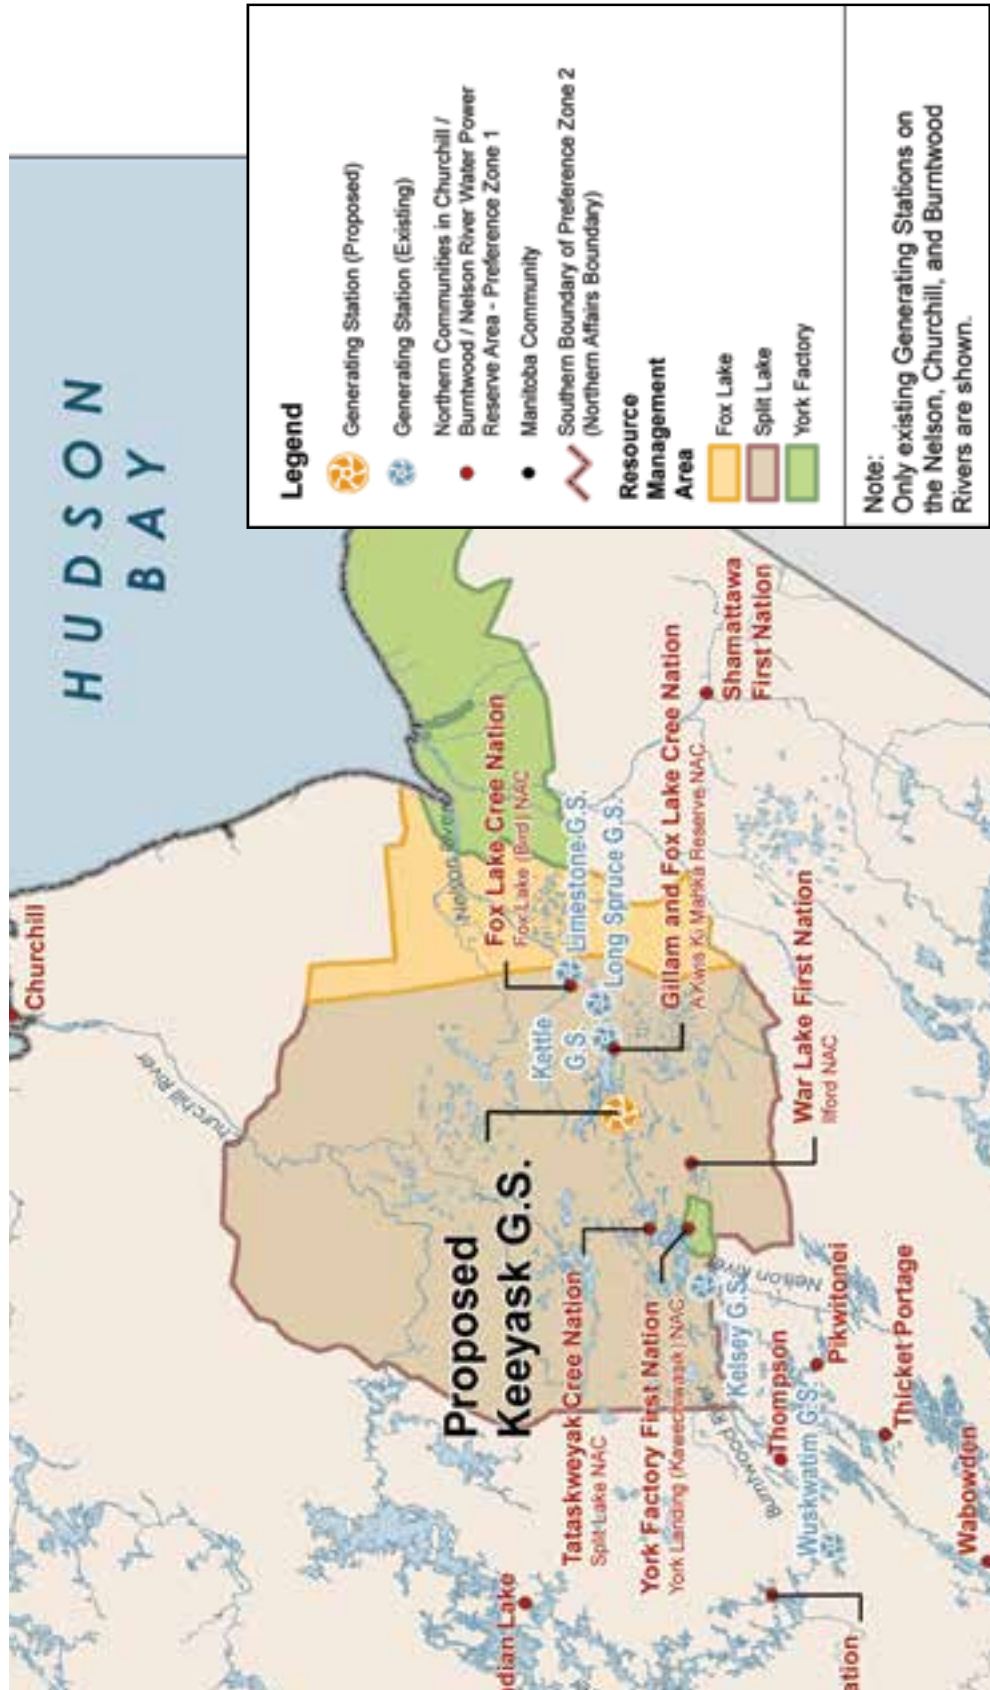 HUDSON
BAY
Churchill
Churchill River
Nelson River
Fox Lake Cree Nation
Fox Lake (Bird) NAC
Limestone G.S.
Long Spruce G.S.
Kettle
G.S.
Gillam and Fox Lake Cree Nation
A Kwis Ki Mahka Reserve NAC
Shamattawa
First Nation
War Lake First Nation
Ilford NAC
Proposed
Keeyask G.S.
Tataskweyak Cree Nation
Split Lake NAC
York Factory First Nation
York Landing (Kawechiwasik) NAC
Kelsey G.S.
Nelson River
Burntwood River
Thompson
Wuskwatim G.S.
Pikwitonei
Thicket Portage
Wabowden
dian Lake
ation
Legend
Generating Station (Proposed)
Generating Station (Existing)
Northern Communities in Churchill /
Burntwood / Nelson River Water Power
Reserve Area - Preference Zone 1
Manitoba Community
Southern Boundary of Preference Zone 2
(Northern Affairs Boundary)
Resource
Management
Area
Fox Lake
Split Lake
York Factory
Note:
Only existing Generating Stations on
the Nelson, Churchill, and Burntwood
Rivers are shown.